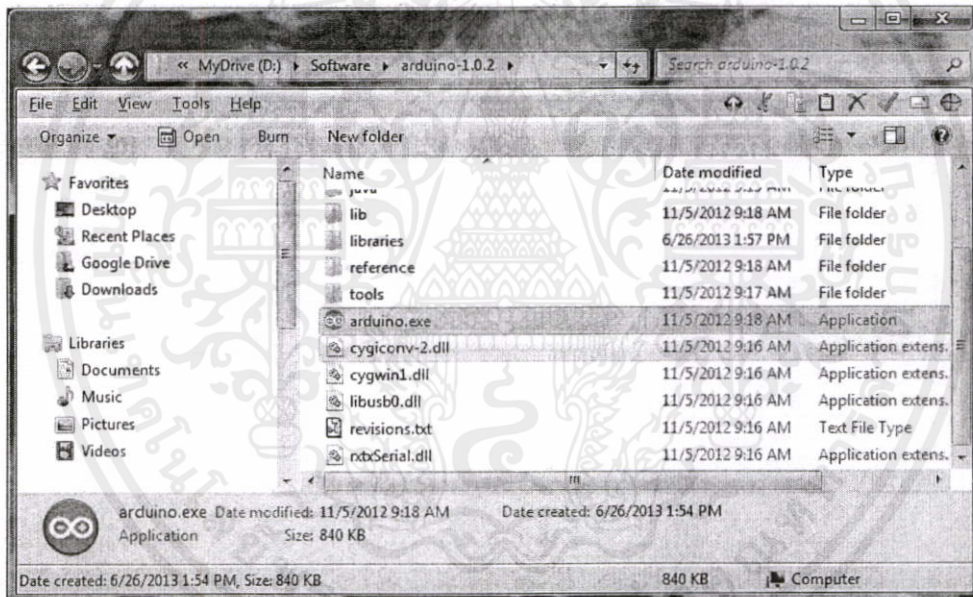 « MyDrive (D:) ▸ Software ▸ arduino-1.0.2 ▸ Search arduino-1.0.2
File Edit View Tools Help
Organize ▾ Open Burn New folder
Favorites
Desktop
Recent Places
Google Drive
Downloads
Libraries
Documents
Music
Pictures
Videos
Name Date modified Type
java
lib 11/5/2012 9:18 AM File folder
libraries 6/26/2013 1:57 PM File folder
reference 11/5/2012 9:18 AM File folder
tools 11/5/2012 9:17 AM File folder
arduino.exe 11/5/2012 9:18 AM Application
cygiconv-2.dll 11/5/2012 9:16 AM Application extens.
cygwin1.dll 11/5/2012 9:16 AM Application extens.
libusb0.dll 11/5/2012 9:16 AM Application extens.
revisions.txt 11/5/2012 9:16 AM Text File Type
rxtxSerial.dll 11/5/2012 9:16 AM Application extens.
arduino.exe Date modified: 11/5/2012 9:18 AM Date created: 6/26/2013 1:54 PM
Application Size: 840 KB
Date created: 6/26/2013 1:54 PM, Size: 840 KB 840 KB Computer